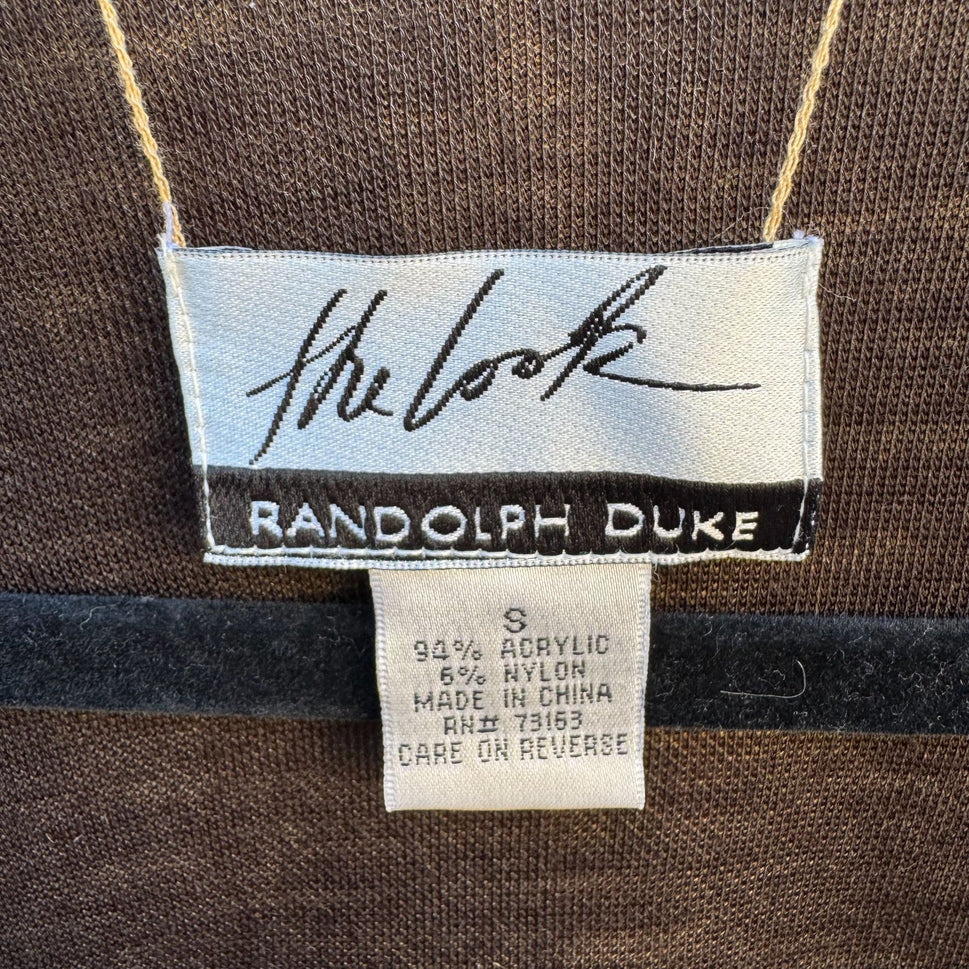 the look
RANDOLPH DUKE
S
94% ACRYLIC
6% NYLON
MADE IN CHINA
RN# 73163
CARE ON REVERSE